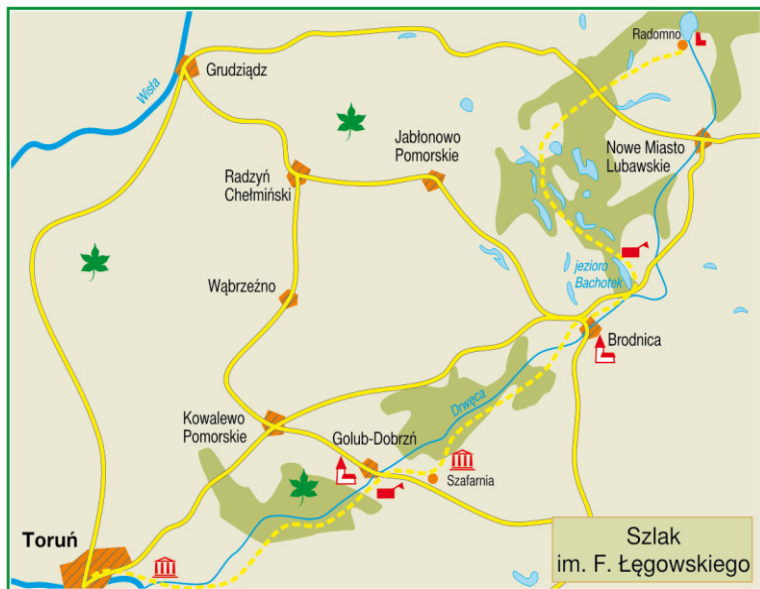 Radomno
Grudziądz
Wisła
Jabłonowo
Pomorskie
Nowe Miasto
Lubawskie
Radzyń
Chełmiński
jezioro
Bachotek
Wąbrzeźno
Brodnica
Kowalewo
Pomorskie
Golub-Dobrzń
Drwęca
Szafarnia
Toruń
Szlak
im. F. Łęgowskiego